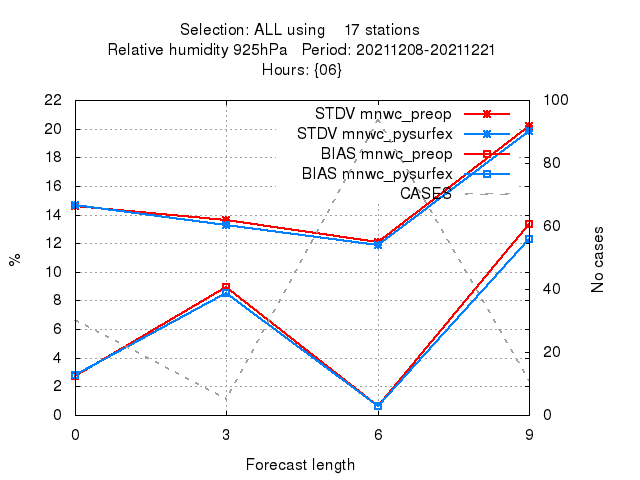 Selection: ALL using    17 stations
Relative humidity 925hPa   Period: 20211208-20211221
Hours: {06}
22
20
18
16
14
12
10
8
6
4
2
0
100
80
60
40
20
0
STDV mnwc_preop
STDV mnwc_pysurfex
BIAS mnwc_preop
BIAS mnwc_pysurfex
CASES
%
No cases
0 3 6 9
Forecast length